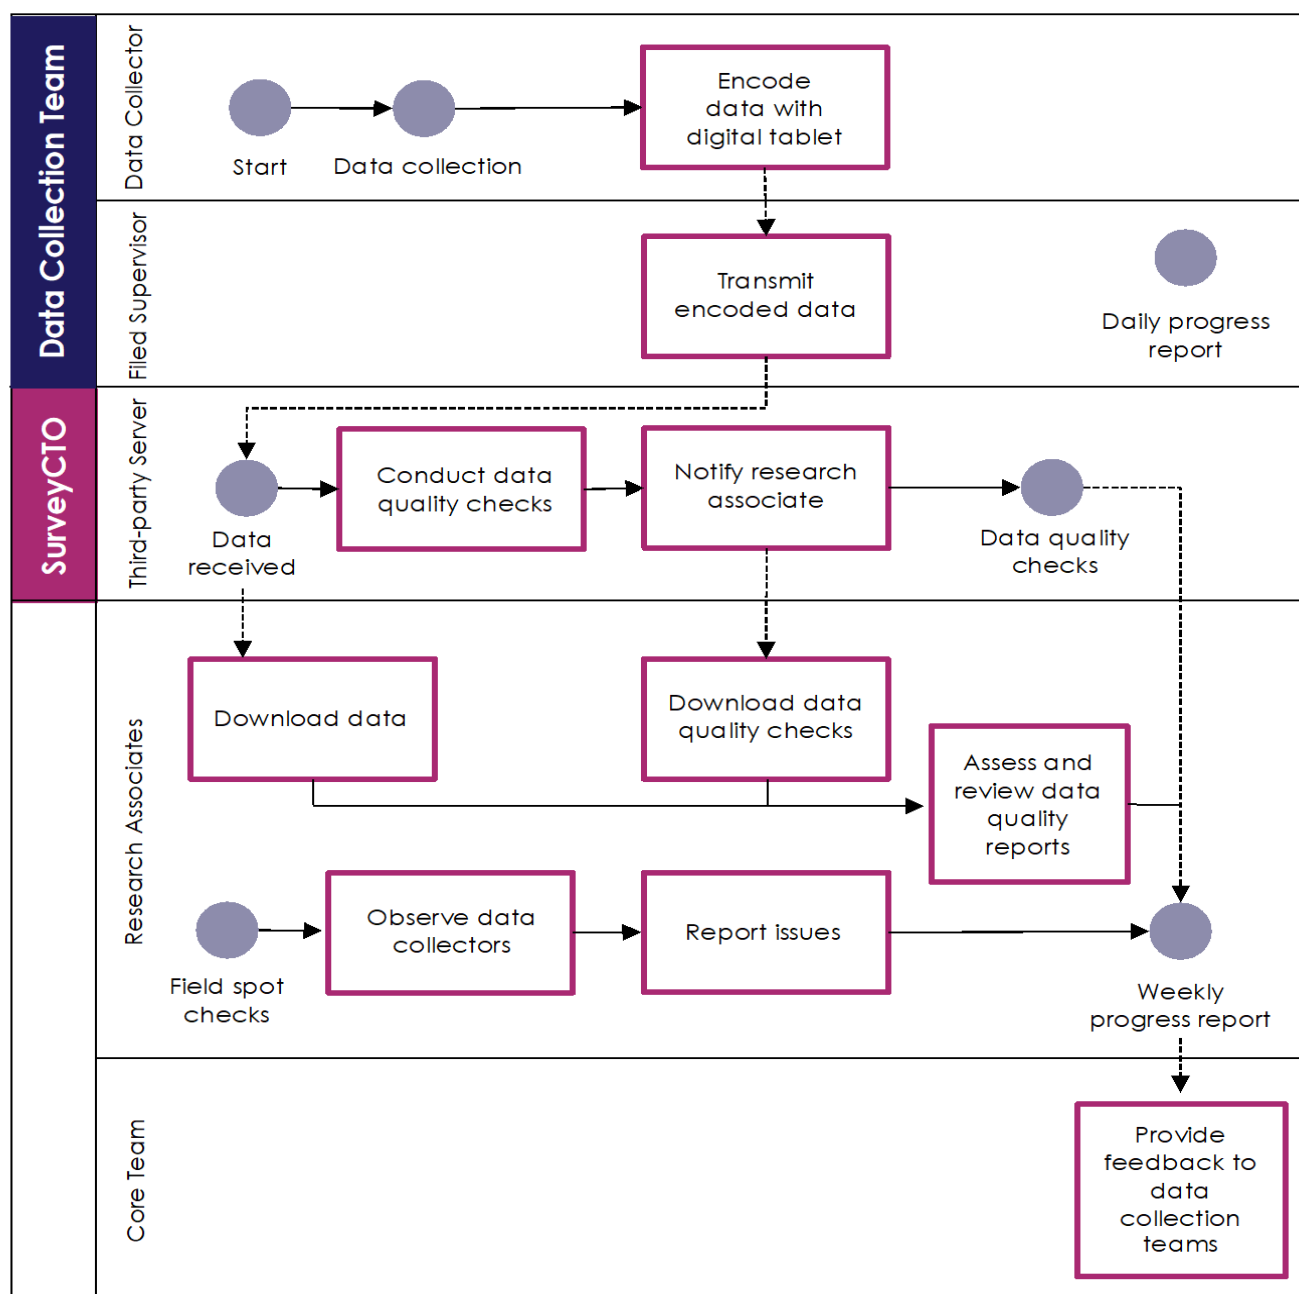 Data Collection Team
Data Collector
Start
Data collection
Encode
data with
digital tablet
Filed Supervisor
Transmit
encoded data
Daily progress
report
SurveyCTO
Third-party Server
Data
received
Conduct data
quality checks
Notify research
associate
Data quality
checks
Research Associates
Download data
Download data
quality checks
Assess and
review data
quality
reports
Field spot
checks
Observe data
collectors
Report issues
Weekly
progress report
Core Team
Provide
feedback to
data
collection
teams